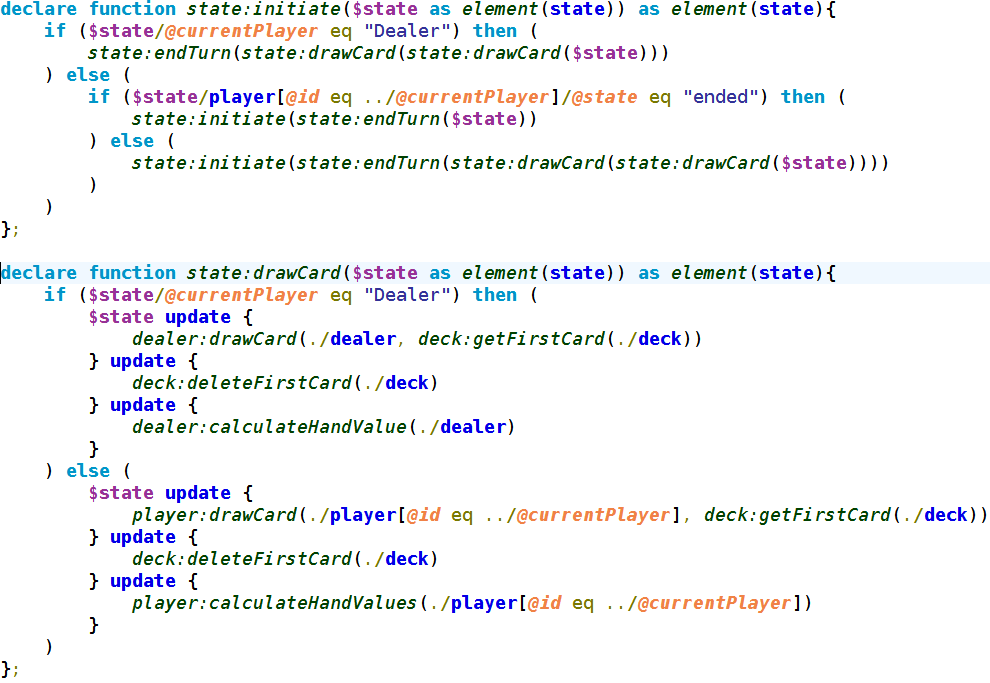 declare function state:initiate($state as element(state)) as element(state){
    if ($state/@currentPlayer eq "Dealer") then (
        state:endTurn(state:drawCard(state:drawCard($state)))
    ) else (
        if ($state/player[@id eq ../@currentPlayer]/@state eq "ended") then (
            state:initiate(state:endTurn($state))
        ) else (
            state:initiate(state:endTurn(state:drawCard(state:drawCard($state))))
        )
    )
};

declare function state:drawCard($state as element(state)) as element(state){
    if ($state/@currentPlayer eq "Dealer") then (
        $state update {
            dealer:drawCard(./dealer, deck:getFirstCard(./deck))
        } update {
            deck:deleteFirstCard(./deck)
        } update {
            dealer:calculateHandValue(./dealer)
        }
    ) else (
        $state update {
            player:drawCard(./player[@id eq ../@currentPlayer], deck:getFirstCard(./deck))
        } update {
            deck:deleteFirstCard(./deck)
        } update {
            player:calculateHandValues(./player[@id eq ../@currentPlayer])
        }
    )
};